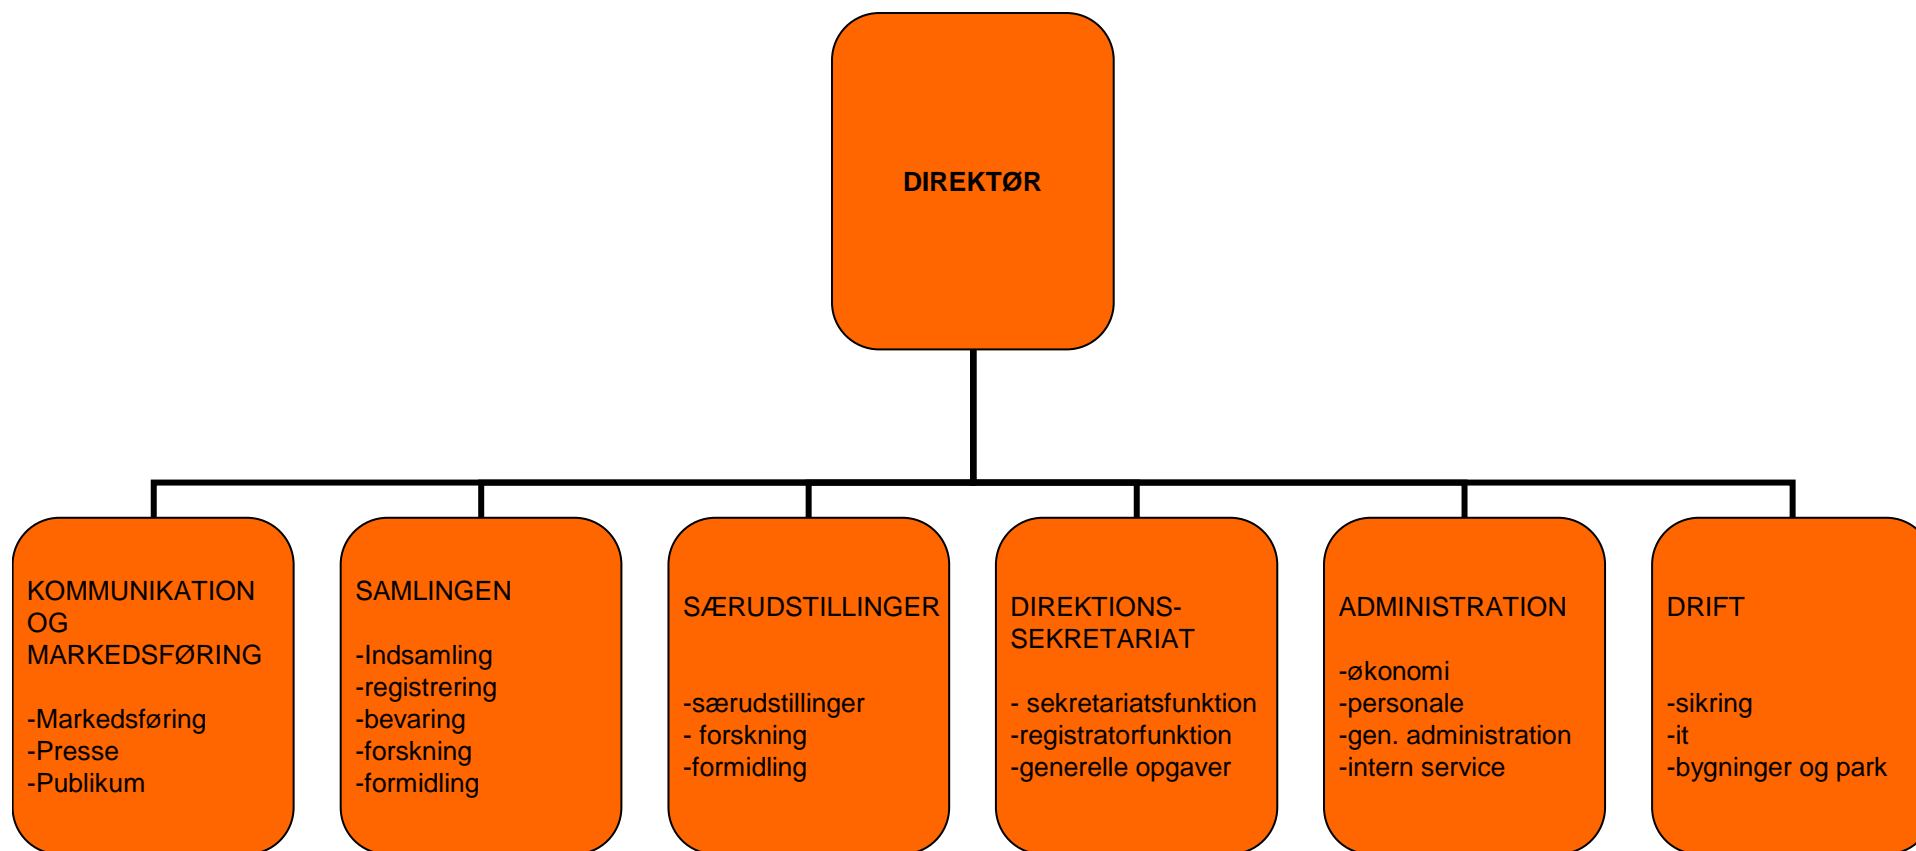 DIREKTØR
KOMMUNIKATION
OG
MARKEDSFØRING
-Markedsføring
-Presse
-Publikum
SAMLINGEN
-Indsamling
-registrering
-bevaring
-forskning
-formidling
SÆRUDSTILLINGER
-særudstillinger
- forskning
-formidling
DIREKTIONS-
SEKRETARIAT
- sekretariatsfunktion
-registratorfunktion
-generelle opgaver
ADMINISTRATION
-økonomi
-personale
-gen. administration
-intern service
DRIFT
-sikring
-it
-bygninger og park